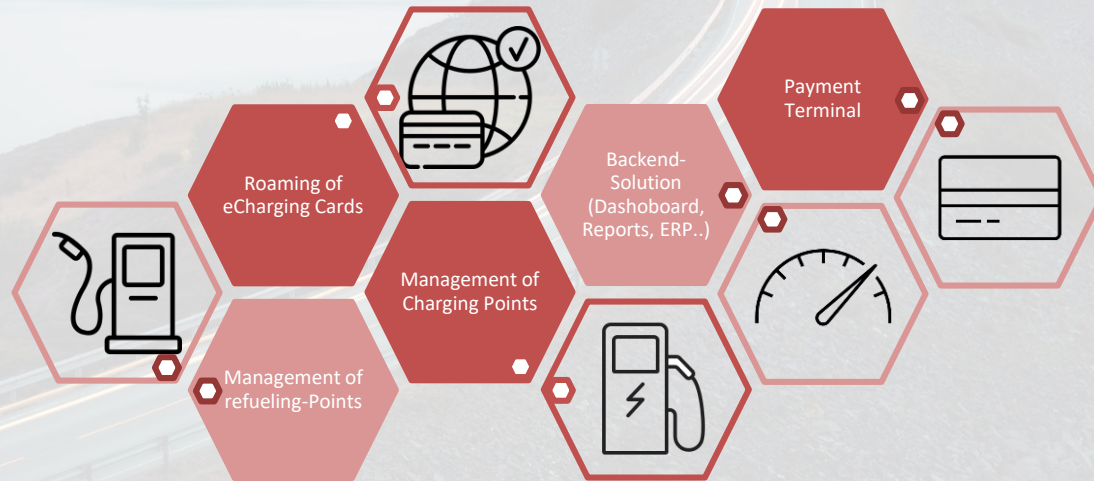 Roaming of
eCharging Cards
Management of
refueling-Points
Management of
Charging Points
Backend-
Solution
(Dashoboard,
Reports, ERP..)
Payment
Terminal